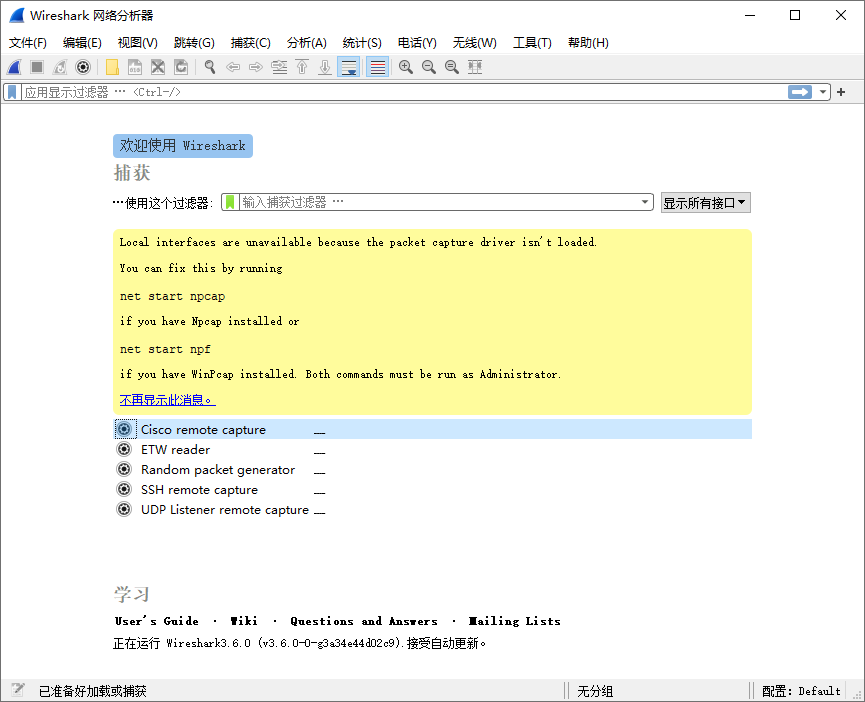 Wireshark 网络分析器
文件(F) 编辑(E) 视图(V) 跳转(G) 捕获(C) 分析(A) 统计(S) 电话(Y) 无线(W) 工具(T) 帮助(H)
应用显示过滤器 … <Ctrl-/>
欢迎使用 Wireshark
捕获
…使用这个过滤器: 输入捕获过滤器 … 显示所有接口
Local interfaces are unavailable because the packet capture driver isn't loaded.
You can fix this by running
net start npcap
if you have Npcap installed or
net start npf
if you have WinPcap installed. Both commands must be run as Administrator.
不再显示此消息。
Cisco remote capture
ETW reader
Random packet generator
SSH remote capture
UDP Listener remote capture
学习
User's Guide · Wiki · Questions and Answers · Mailing Lists
正在运行 Wireshark3.6.0 (v3.6.0-0-g3a34e44d02c9).接受自动更新。
已准备好加载或捕获 无分组 配置: Default